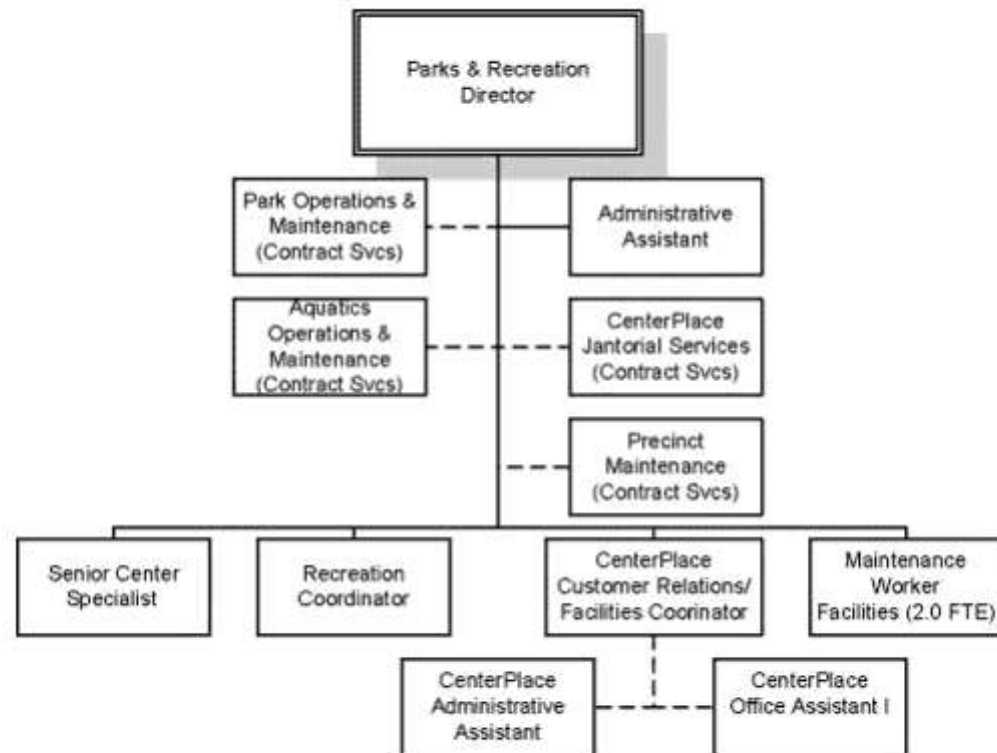 Parks & Recreation
Director
Park Operations &
Maintenance
(Contract Svcs)
Administrative
Assistant
Aquatics
Operations &
Maintenance
(Contract Svcs)
CenterPlace
Jantorial Services
(Contract Svcs)
Precinct
Maintenance
(Contract Svcs)
Senior Center
Specialist
Recreation
Coordinator
CenterPlace
Customer Relations/
Facilities Coorinator
Maintenance
Worker
Facilities (2.0 FTE)
CenterPlace
Administrative
Assistant
CenterPlace
Office Assistant I